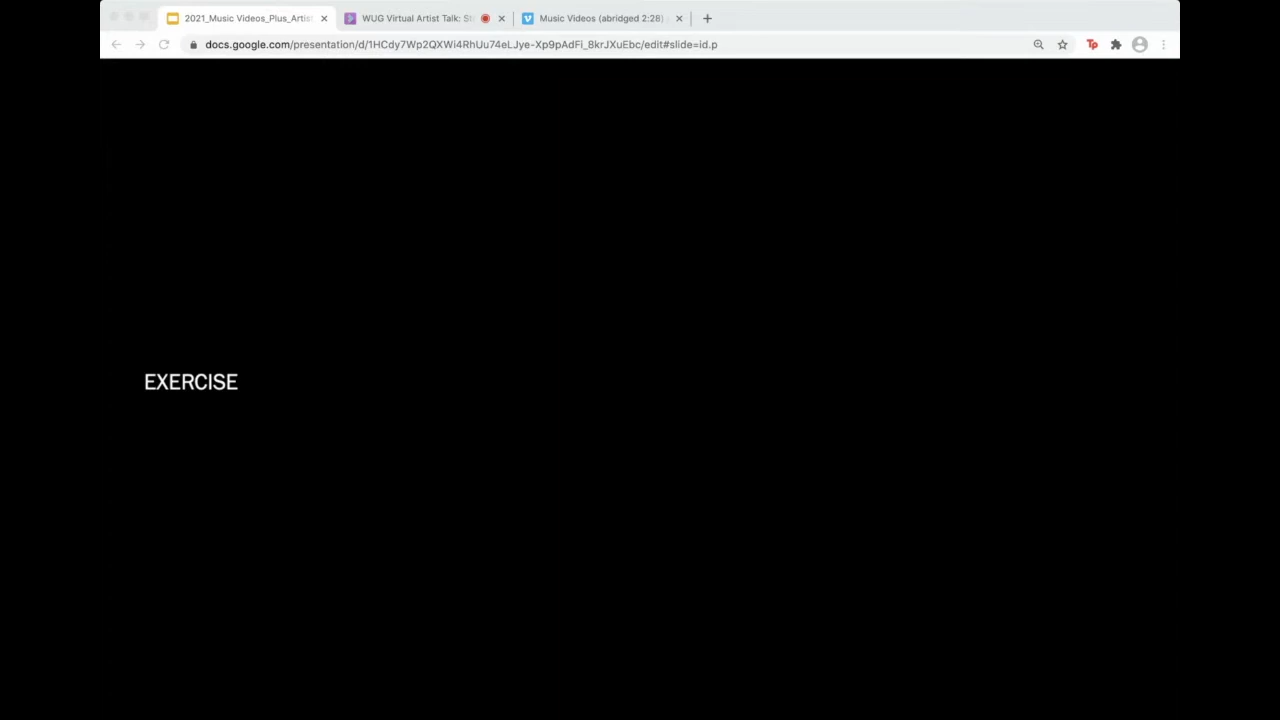 2021_Music Videos_Plus_Artis
WUG Virtual Artist Talk: St
Music Videos (abridged 2:28)
docs.google.com/presentation/d/1HCdy7Wp2QXWi4RhUu74eLJye-Xp9pAdFi_8krJXuEbc/edit#slide=id.p
Tp
EXERCISE